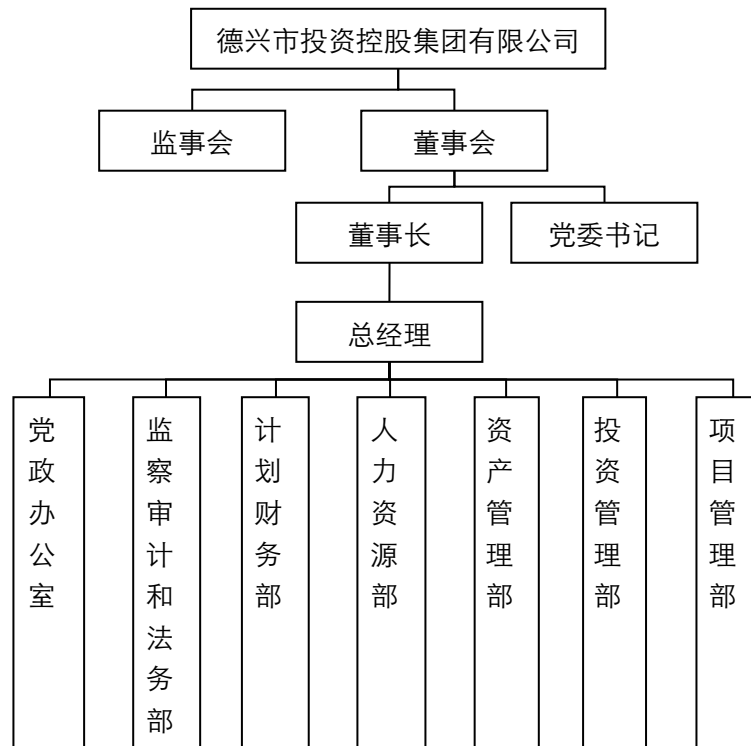 德兴市投资控股集团有限公司
监事会
董事会
董事长
党委书记
总经理
党政办公室
监察审计和法务部
计划财务部
人力资源部
资产管理部
投资管理部
项目管理部